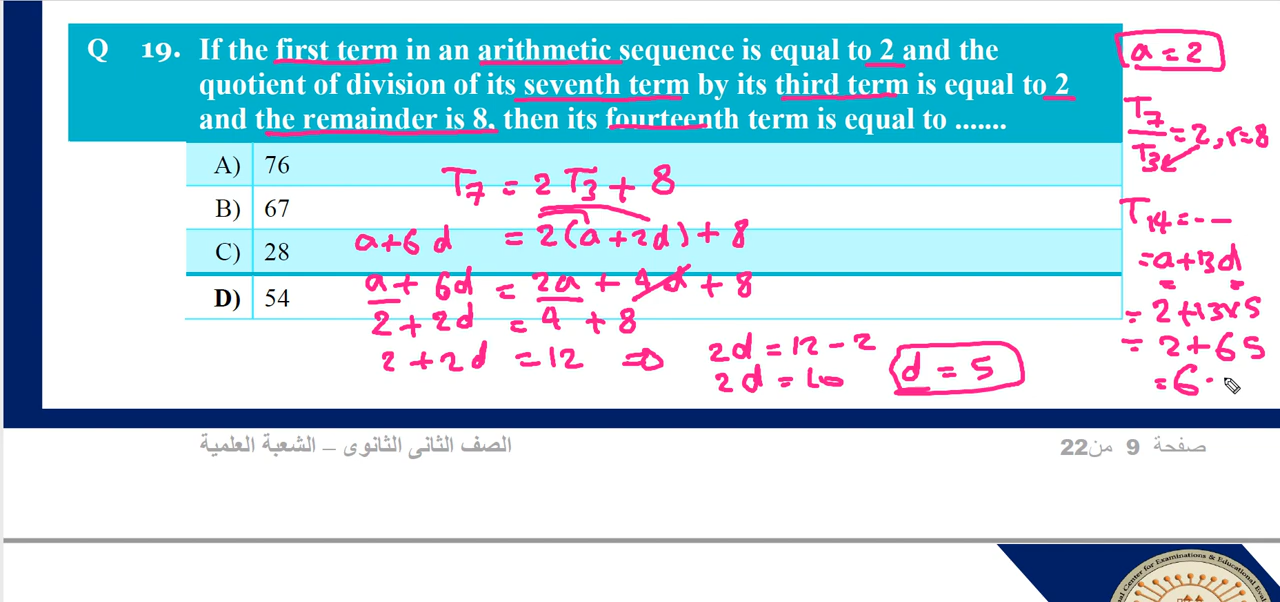 Q 19. If the first term in an arithmetic sequence is equal to 2 and the
quotient of division of its seventh term by its third term is equal to 2
and the remainder is 8, then its fourteenth term is equal to .......
A) 76
B) 67
C) 28
D) 54
T₇ = 2 T₃ + 8
a+6d = 2(a+2d)+8
a+ 6d = 2a + 4d + 8
2+2d = 4 + 8
2+2d = 12 ⇒
2d = 12 - 2
2d = 10
d = 5
a = 2
T₇/T₃ = 2, r=8
T₁₄ = ---
= a+13d
= 2+13×5
= 2+65
= 6
الصف الثانى الثانوى – الشعبة العلمية
صفحة 9 من22